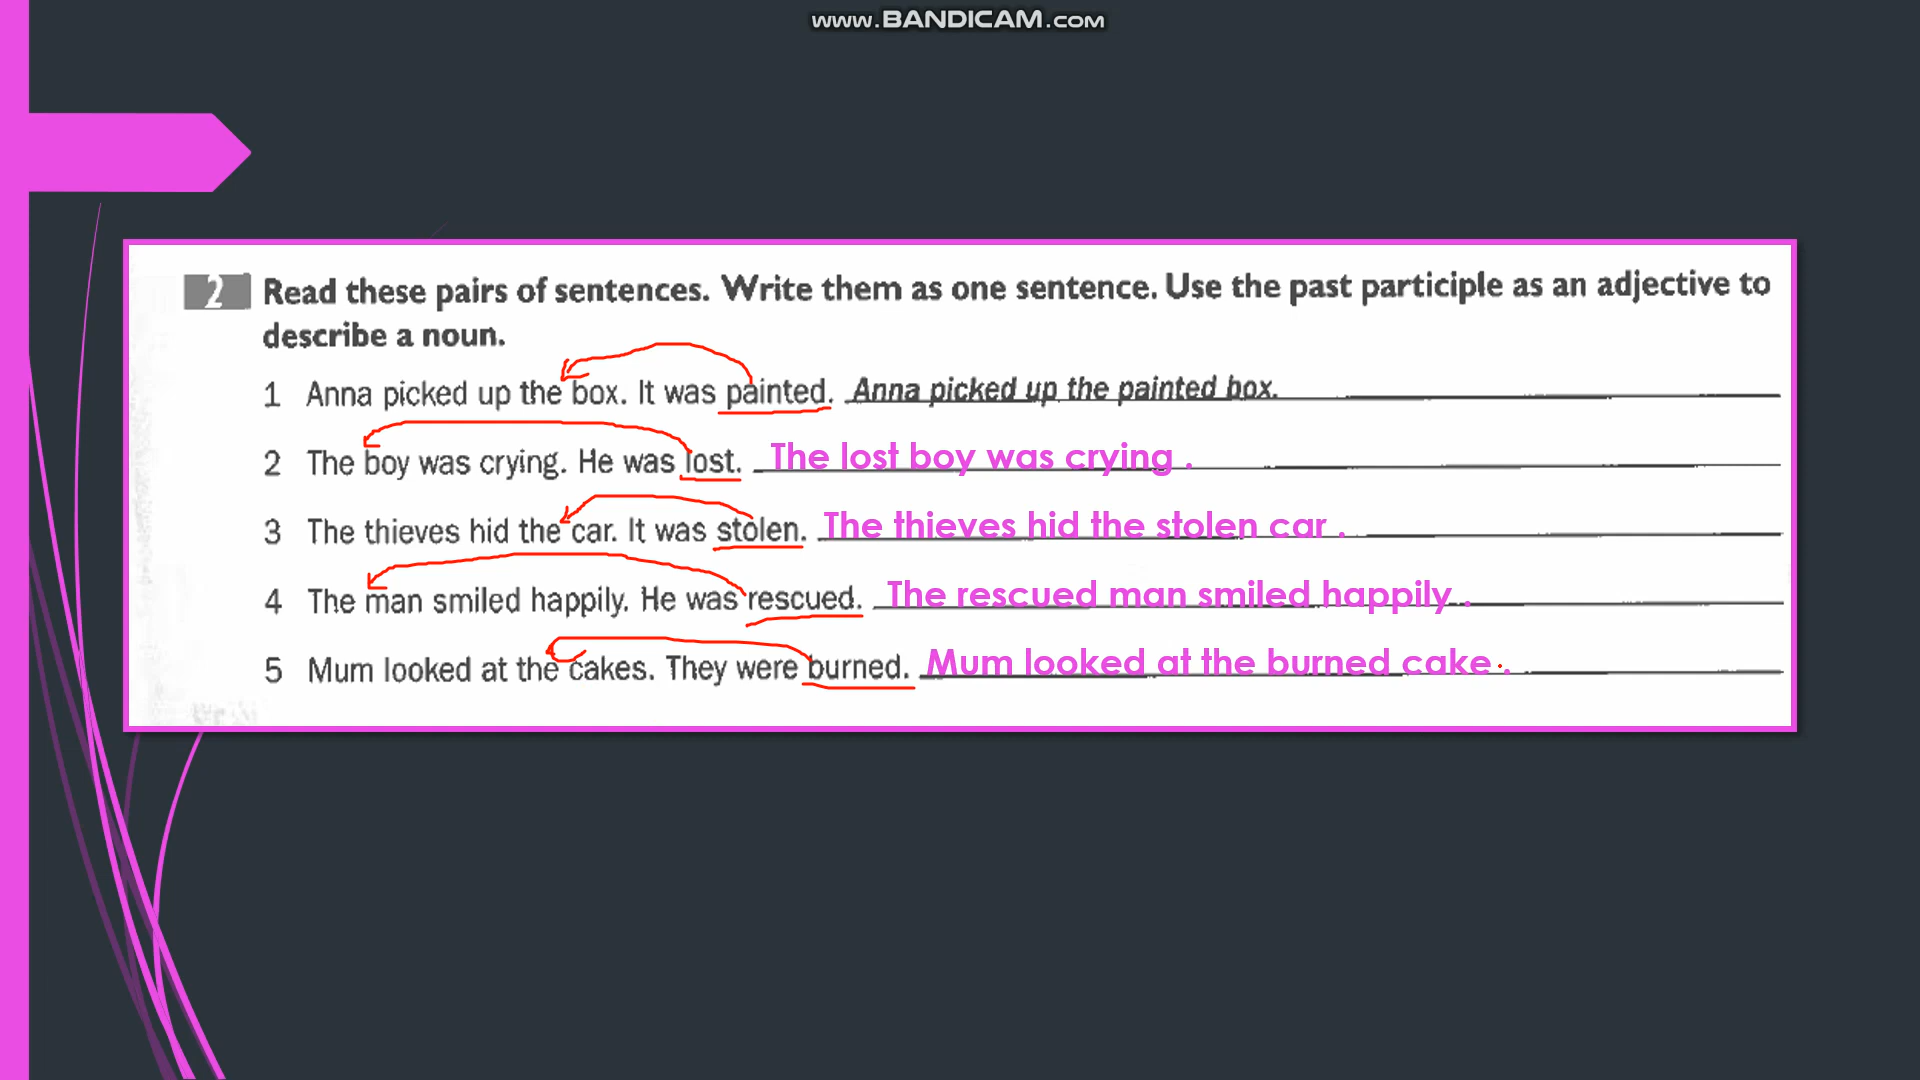 www.BANDICAM.com
2 Read these pairs of sentences. Write them as one sentence. Use the past participle as an adjective to
describe a noun.
1 Anna picked up the box. It was painted. Anna picked up the painted box.
2 The boy was crying. He was lost. The lost boy was crying .
3 The thieves hid the car. It was stolen. The thieves hid the stolen car .
4 The man smiled happily. He was rescued. The rescued man smiled happily .
5 Mum looked at the cakes. They were burned. Mum looked at the burned cake .